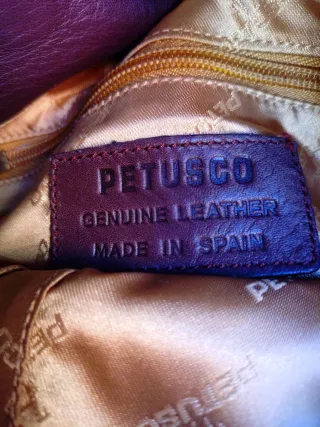 PETUSCO
GENUINE LEATHER
MADE IN SPAIN